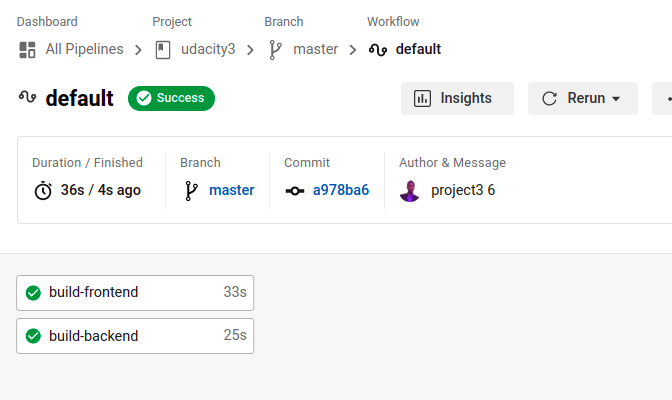 Dashboard Project Branch Workflow
All Pipelines udacity3 master default
default Success Insights Rerun
Duration / Finished Branch Commit Author & Message
36s / 4s ago master a978ba6 project3 6
build-frontend 33s
build-backend 25s